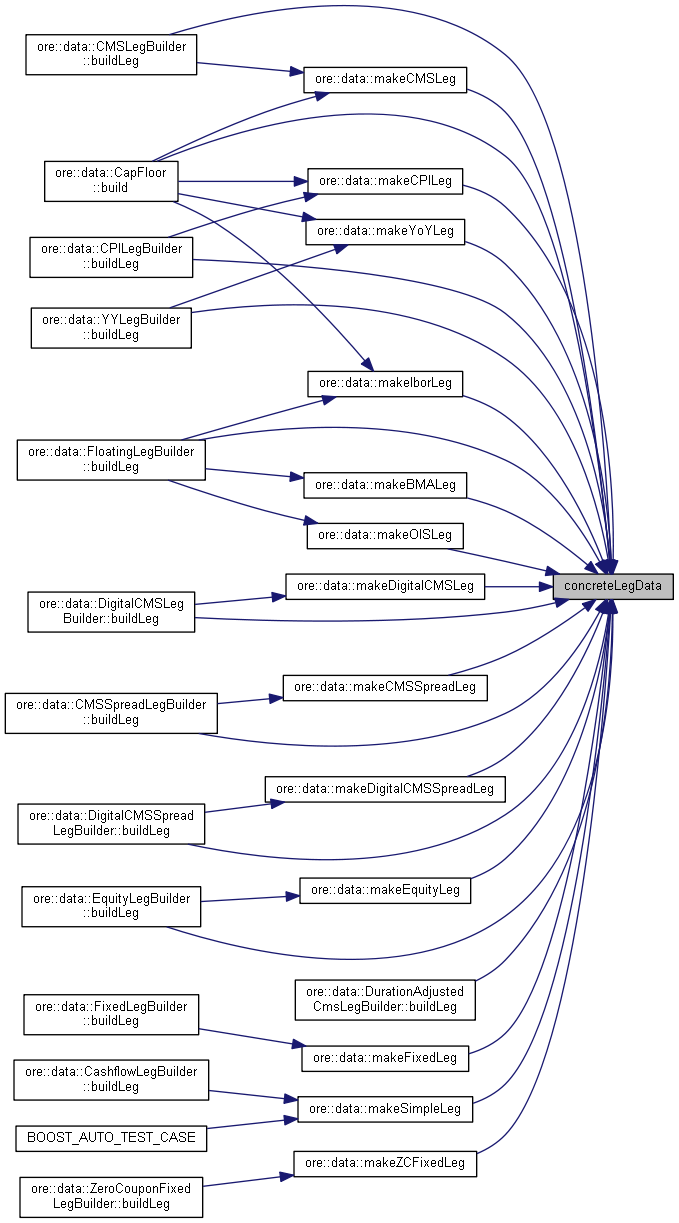 ore::data::CMSLegBuilder
::buildLeg
ore::data::makeCMSLeg
ore::data::CapFloor
::build
ore::data::makeCPILeg
ore::data::makeYoYLeg
ore::data::CPILegBuilder
::buildLeg
ore::data::YYLegBuilder
::buildLeg
ore::data::makeIborLeg
ore::data::FloatingLegBuilder
::buildLeg
ore::data::makeBMALeg
ore::data::makeOISLeg
concreteLegData
ore::data::makeDigitalCMSLeg
ore::data::DigitalCMSLeg
Builder::buildLeg
ore::data::makeCMSSpreadLeg
ore::data::CMSSpreadLegBuilder
::buildLeg
ore::data::makeDigitalCMSSpreadLeg
ore::data::DigitalCMSSpread
LegBuilder::buildLeg
ore::data::makeEquityLeg
ore::data::EquityLegBuilder
::buildLeg
ore::data::DurationAdjusted
CmsLegBuilder::buildLeg
ore::data::FixedLegBuilder
::buildLeg
ore::data::makeFixedLeg
ore::data::CashflowLegBuilder
::buildLeg
ore::data::makeSimpleLeg
BOOST_AUTO_TEST_CASE
ore::data::makeZCFixedLeg
ore::data::ZeroCouponFixed
LegBuilder::buildLeg